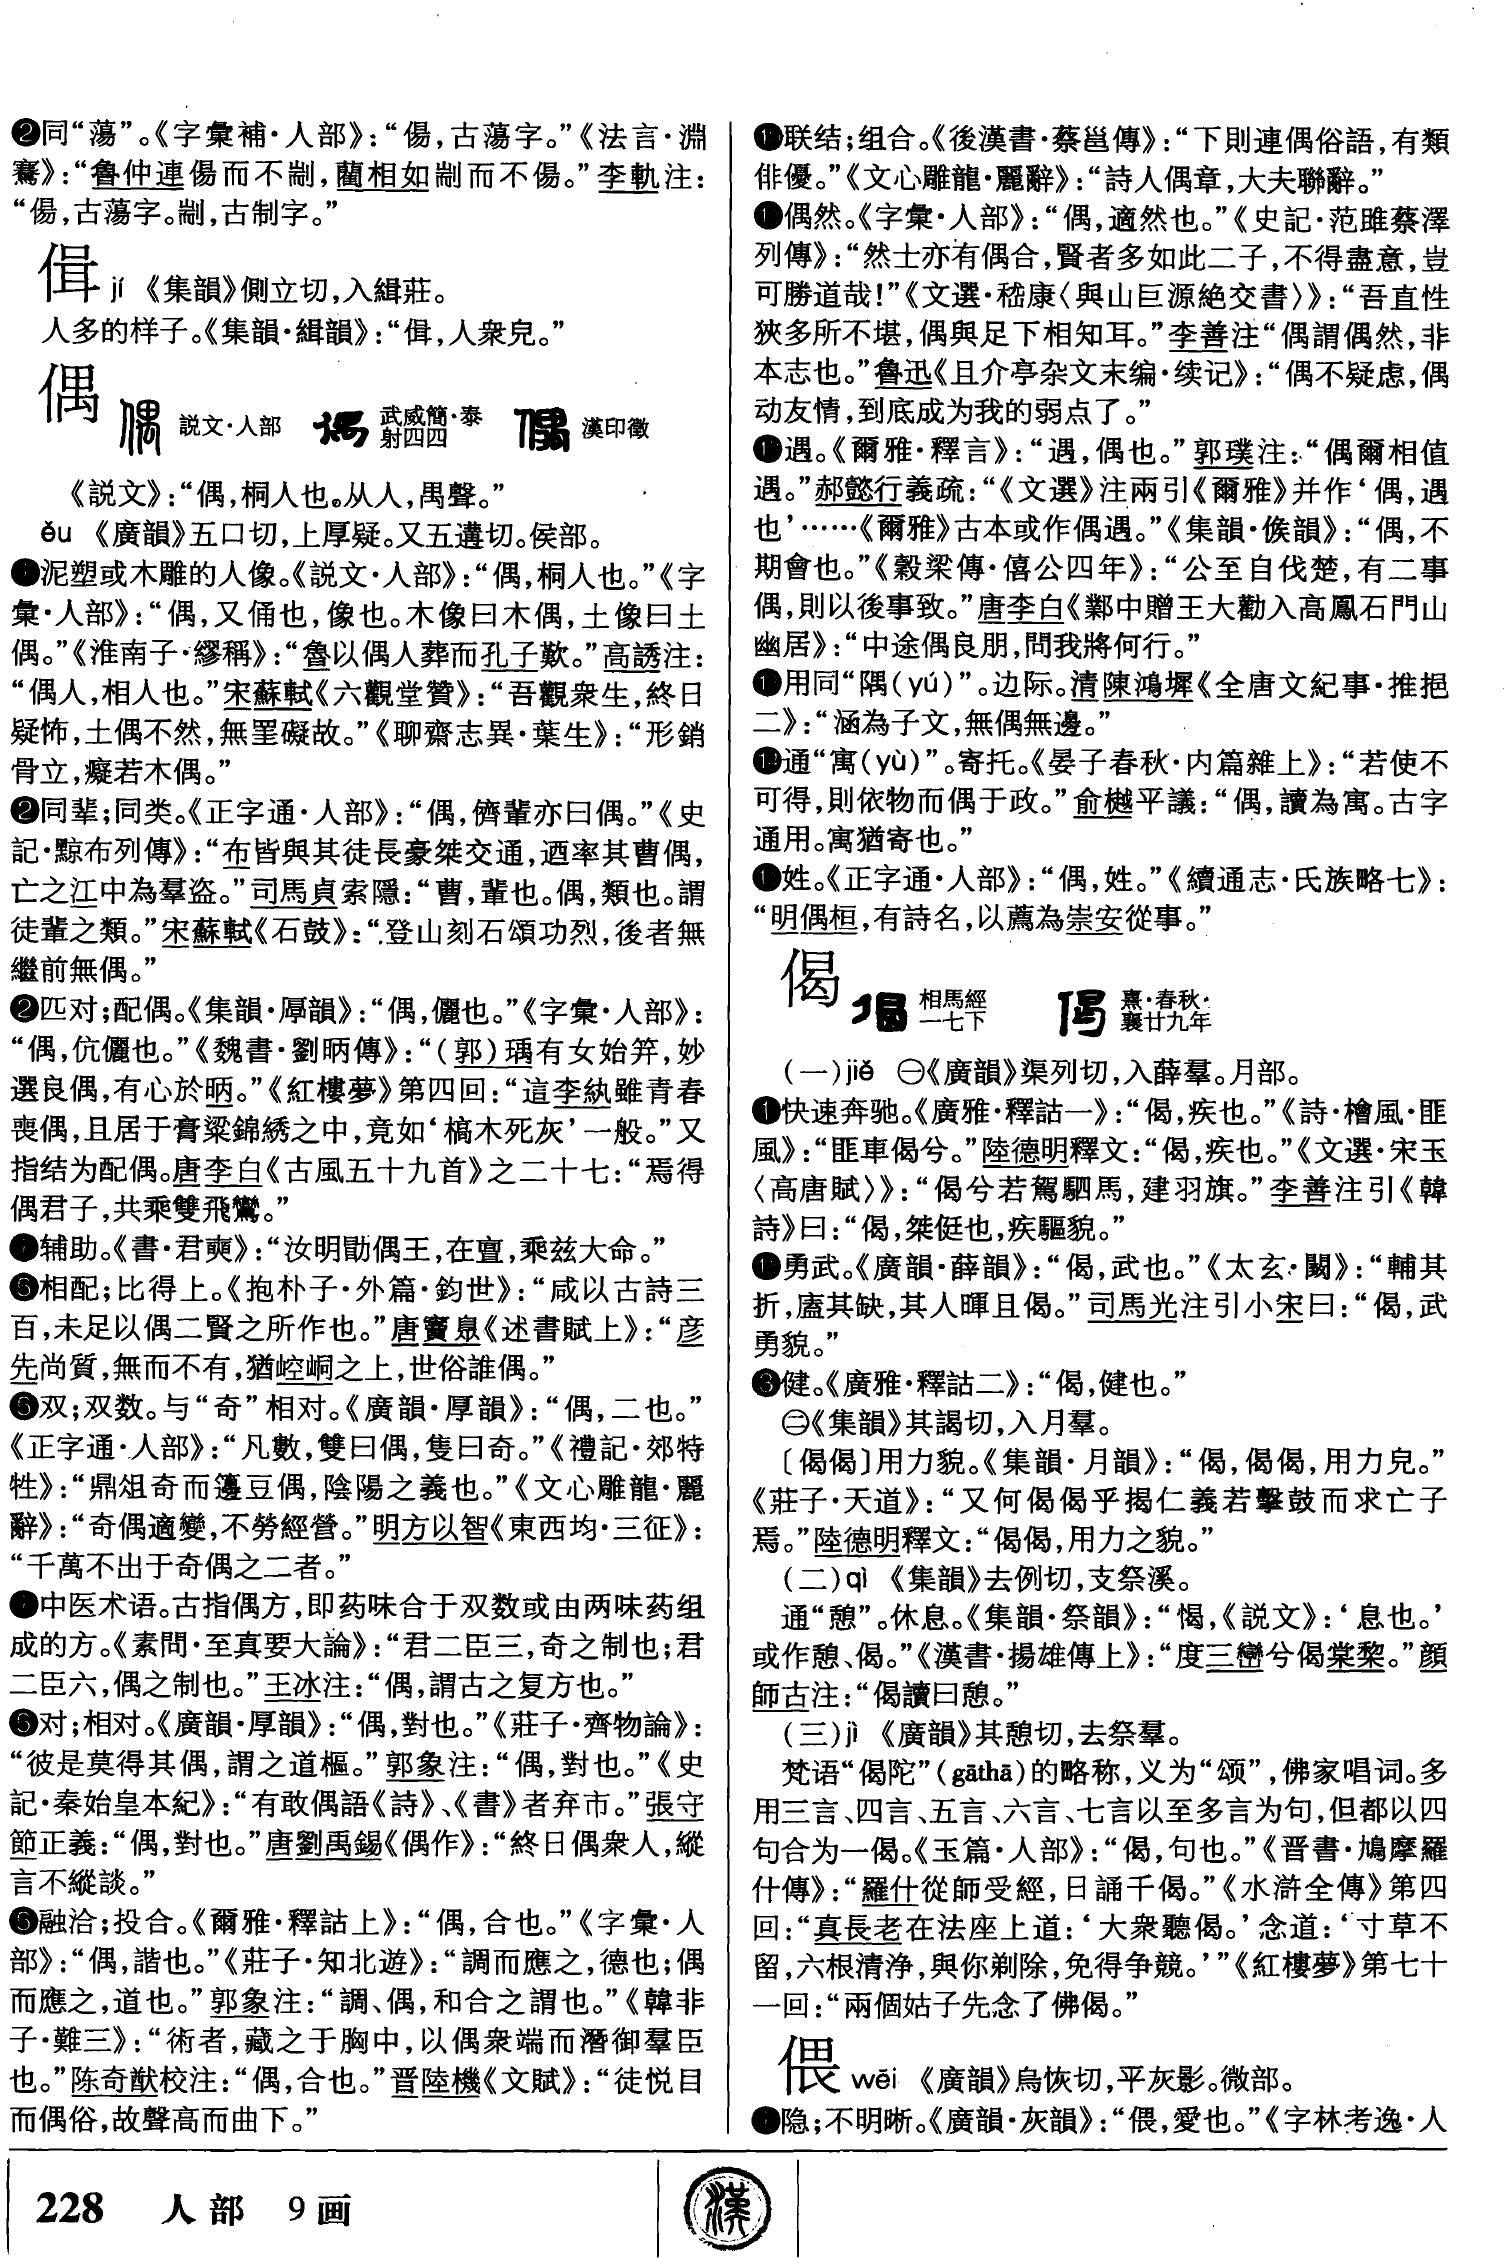 ❷同“蕩”。《字彙補·人部》：“偒，古蕩字。”《法言·淵
騫》：“魯仲連偒而不剬，藺相如剬而不偒。”李軌注：
“偒，古蕩字。剬，古制字。”
偮 jí 《集韻》側立切，入緝莊。
人多的样子。《集韻·緝韻》：“偮，人衆皃。”
偶 説文·人部 武威簡·泰射四四 漢印徵
《説文》：“偶，桐人也。从人，禺聲。”
ǒu 《廣韻》五口切，上厚疑。又五遘切。侯部。
泥塑或木雕的人像。《説文·人部》：“偶，桐人也。”《字
彙·人部》：“偶，又俑也，像也。木像曰木偶，土像曰土
偶。”《淮南子·繆稱》：“魯以偶人葬而孔子歎。”高誘注：
“偶人，相人也。”宋蘇軾《六觀堂贊》：“吾觀衆生，終日
疑怖，土偶不然，無罣礙故。”《聊齋志異·葉生》：“形銷
骨立，癡若木偶。”
❷同辈；同类。《正字通·人部》：“偶，儕輩亦曰偶。”《史
記·黥布列傳》：“布皆與其徒長豪桀交通，迺率其曹偶，
亡之江中為羣盗。”司馬貞索隱：“曹，輩也。偶，類也。謂
徒輩之類。”宋蘇軾《石鼓》：“登山刻石頌功烈，後者無
繼前無偶。”
❷匹对；配偶。《集韻·厚韻》：“偶，儷也。”《字彙·人部》：
“偶，伉儷也。”《魏書·劉昞傳》：“（郭）瑀有女始笄，妙
選良偶，有心於昞。”《紅樓夢》第四回：“這李紈雖青春
喪偶，且居于膏粱錦綉之中，竟如‘槁木死灰’一般。”又
指结为配偶。唐李白《古風五十九首》之二十七：“焉得
偶君子，共乘雙飛鸞。”
辅助。《書·君奭》：“汝明勖偶王，在亶，乘兹大命。”
❺相配；比得上。《抱朴子·外篇·鈞世》：“咸以古詩三
百，未足以偶二賢之所作也。”唐竇臮《述書賦上》：“彦
先尚質，無而不有，猶崆峒之上，世俗誰偶。”
❺双；双数。与“奇”相对。《廣韻·厚韻》：“偶，二也。”
《正字通·人部》：“凡數，雙曰偶，隻曰奇。”《禮記·郊特
牲》：“鼎俎奇而籩豆偶，陰陽之義也。”《文心雕龍·麗
辭》：“奇偶適變，不勞經營。”明方以智《東西均·三征》：
“千萬不出于奇偶之二者。”
中医术语。古指偶方，即药味合于双数或由两味药组
成的方。《素問·至真要大論》：“君二臣三，奇之制也；君
二臣六，偶之制也。”王冰注：“偶，謂古之复方也。”
❺对；相对。《廣韻·厚韻》：“偶，對也。”《莊子·齊物論》：
“彼是莫得其偶，謂之道樞。”郭象注：“偶，對也。”《史
記·秦始皇本紀》：“有敢偶語《詩》、《書》者弃市。”張守
節正義：“偶，對也。”唐劉禹錫《偶作》：“終日偶衆人，縱
言不縱談。”
❺融洽；投合。《爾雅·釋詁上》：“偶，合也。”《字彙·人
部》：“偶，諧也。”《莊子·知北遊》：“調而應之，德也；偶
而應之，道也。”郭象注：“調、偶，和合之謂也。”《韓非
子·難三》：“術者，藏之于胸中，以偶衆端而潛御羣臣
也。”陈奇猷校注：“偶，合也。”晋陸機《文賦》：“徒悦目
而偶俗，故聲高而曲下。”
联结；组合。《後漢書·蔡邕傳》：“下則連偶俗語，有類
俳優。”《文心雕龍·麗辭》：“詩人偶章，大夫聯辭。”
偶然。《字彙·人部》：“偶，適然也。”《史記·范雎蔡澤
列傳》：“然士亦有偶合，賢者多如此二子，不得盡意，豈
可勝道哉！”《文選·嵇康〈與山巨源絶交書〉》：“吾直性
狹多所不堪，偶與足下相知耳。”李善注“偶謂偶然，非
本志也。”魯迅《且介亭杂文末编·续记》：“偶不疑虑，偶
动友情，到底成为我的弱点了。”
遇。《爾雅·釋言》：“遇，偶也。”郭璞注：“偶爾相值
遇。”郝懿行義疏：“《文選》注兩引《爾雅》并作‘偶，遇
也’……《爾雅》古本或作偶遇。”《集韻·候韻》：“偶，不
期會也。”《穀梁傳·僖公四年》：“公至自伐楚，有二事
偶，則以後事致。”唐李白《鄴中贈王大勸入高鳳石門山
幽居》：“中途偶良朋，問我將何行。”
用同“隅（yú）”。边际。清陳鴻墀《全唐文紀事·推挹
二》：“涵為子文，無偶無邊。”
通“寓（yù）”。寄托。《晏子春秋·内篇雜上》：“若使不
可得，則依物而偶于政。”俞樾平議：“偶，讀為寓。古字
通用。寓猶寄也。”
姓。《正字通·人部》：“偶，姓。”《續通志·氏族略七》：
“明偶桓，有詩名，以薦為崇安從事。”
偈 相馬經一七下 熹·春秋·襄廿九年
（一）jié ㊀《廣韻》渠列切，入薛羣。月部。
❶快速奔驰。《廣雅·釋詁一》：“偈，疾也。”《詩·檜風·匪
風》：“匪車偈兮。”陸德明釋文：“偈，疾也。”《文選·宋玉
〈高唐賦〉》：“偈兮若駕駟馬，建羽旗。”李善注引《韓
詩》曰：“偈，桀侹也，疾驅貌。”
勇武。《廣韻·薛韻》：“偈，武也。”《太玄·闞》：“輔其
折，廅其缺，其人暉且偈。”司馬光注引小宋曰：“偈，武
勇貌。”
❸健。《廣雅·釋詁二》：“偈，健也。”
㊁《集韻》其謁切，入月羣。
〔偈偈〕用力貌。《集韻·月韻》：“偈，偈偈，用力皃。”
《莊子·天道》：“又何偈偈乎揭仁義若擊鼓而求亡子
焉。”陸德明釋文：“偈偈，用力之貌。”
（二）qì 《集韻》去例切，支祭溪。
通“憩”。休息。《集韻·祭韻》：“愒，《説文》：‘息也。’
或作憩、偈。”《漢書·揚雄傳上》：“度三巒兮偈棠黎。”顔
師古注：“偈讀曰憩。”
（三）jì 《廣韻》其憩切，去祭羣。
梵语“偈陀”（gāthā）的略称，义为“颂”，佛家唱词。多
用三言、四言、五言、六言、七言以至多言为句，但都以四
句合为一偈。《玉篇·人部》：“偈，句也。”《晋書·鳩摩羅
什傳》：“羅什從師受經，日誦千偈。”《水滸全傳》第四
回：“真長老在法座上道：‘大衆聽偈。’念道：‘寸草不
留，六根清浄，與你剃除，免得争競。’”《紅樓夢》第七十
一回：“兩個姑子先念了佛偈。”
偎 wēi 《廣韻》烏恢切，平灰影。微部。
隐；不明晰。《廣韻·灰韻》：“偎，愛也。”《字林考逸·人
228 人部 9画
漢